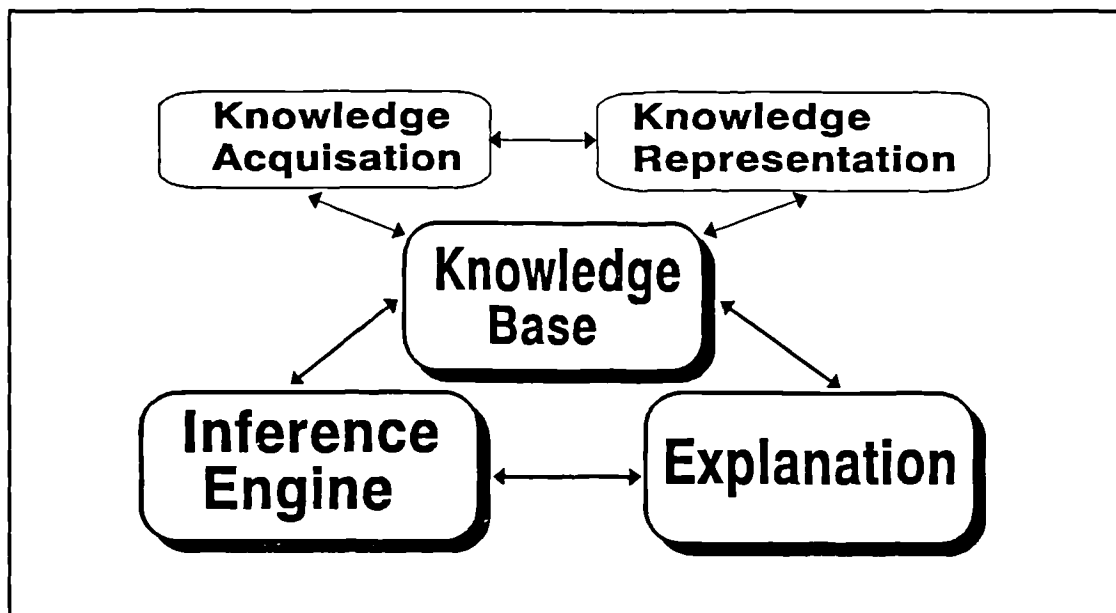 Knowledge
Acquisation
Knowledge
Representation
Knowledge
Base
Inference
Engine
Explanation